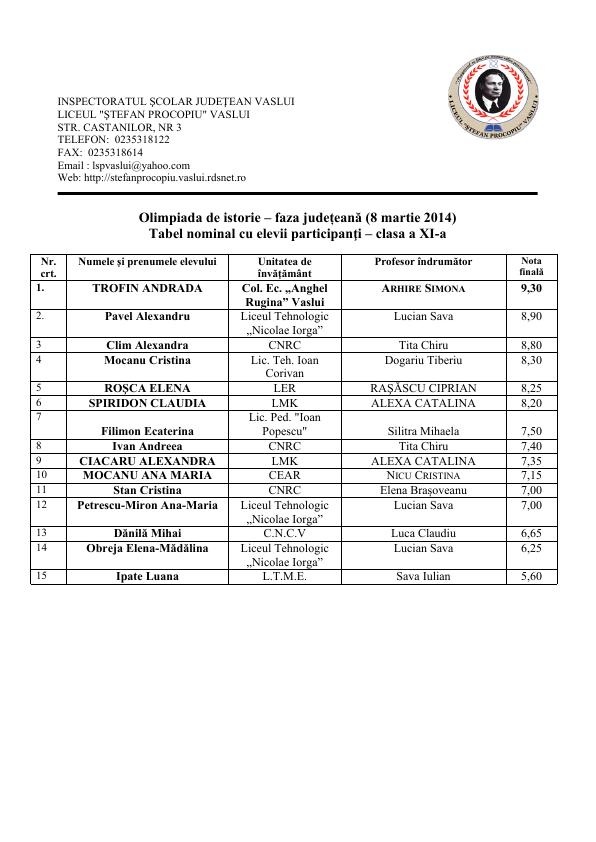 INSPECTORATUL ŞCOLAR JUDEŢEAN VASLUI
LICEUL "ŞTEFAN PROCOPIU" VASLUI
STR. CASTANILOR, NR 3
TELEFON: 0235318122
FAX: 0235318614
Email : lspvaslui@yahoo.com
Web: http://stefanprocopiu.vaslui.rdsnet.ro
LICEUL "ŞTEFAN PROCOPIU" VASLUI
Olimpiada de istorie – faza judeţeană (8 martie 2014)
Tabel nominal cu elevii participanţi – clasa a XI-a
Nr. crt. Numele şi prenumele elevului Unitatea de învăţământ Profesor îndrumător Nota finală
1. TROFIN ANDRADA Col. Ec. „Anghel Rugina” Vaslui ARHIRE SIMONA 9,30
2. Pavel Alexandru Liceul Tehnologic „Nicolae Iorga” Lucian Sava 8,90
3 Clim Alexandra CNRC Tita Chiru 8,80
4 Mocanu Cristina Lic. Teh. Ioan Corivan Dogariu Tiberiu 8,30
5 ROŞCA ELENA LER RAŞĂSCU CIPRIAN 8,25
6 SPIRIDON CLAUDIA LMK ALEXA CATALINA 8,20
7 Filimon Ecaterina Lic. Ped. "Ioan Popescu" Silitra Mihaela 7,50
8 Ivan Andreea CNRC Tita Chiru 7,40
9 CIACARU ALEXANDRA LMK ALEXA CATALINA 7,35
10 MOCANU ANA MARIA CEAR NICU CRISTINA 7,15
11 Stan Cristina CNRC Elena Braşoveanu 7,00
12 Petrescu-Miron Ana-Maria Liceul Tehnologic „Nicolae Iorga” Lucian Sava 7,00
13 Dănilă Mihai C.N.C.V Luca Claudiu 6,65
14 Obreja Elena-Mădălina Liceul Tehnologic „Nicolae Iorga” Lucian Sava 6,25
15 Ipate Luana L.T.M.E. Sava Iulian 5,60